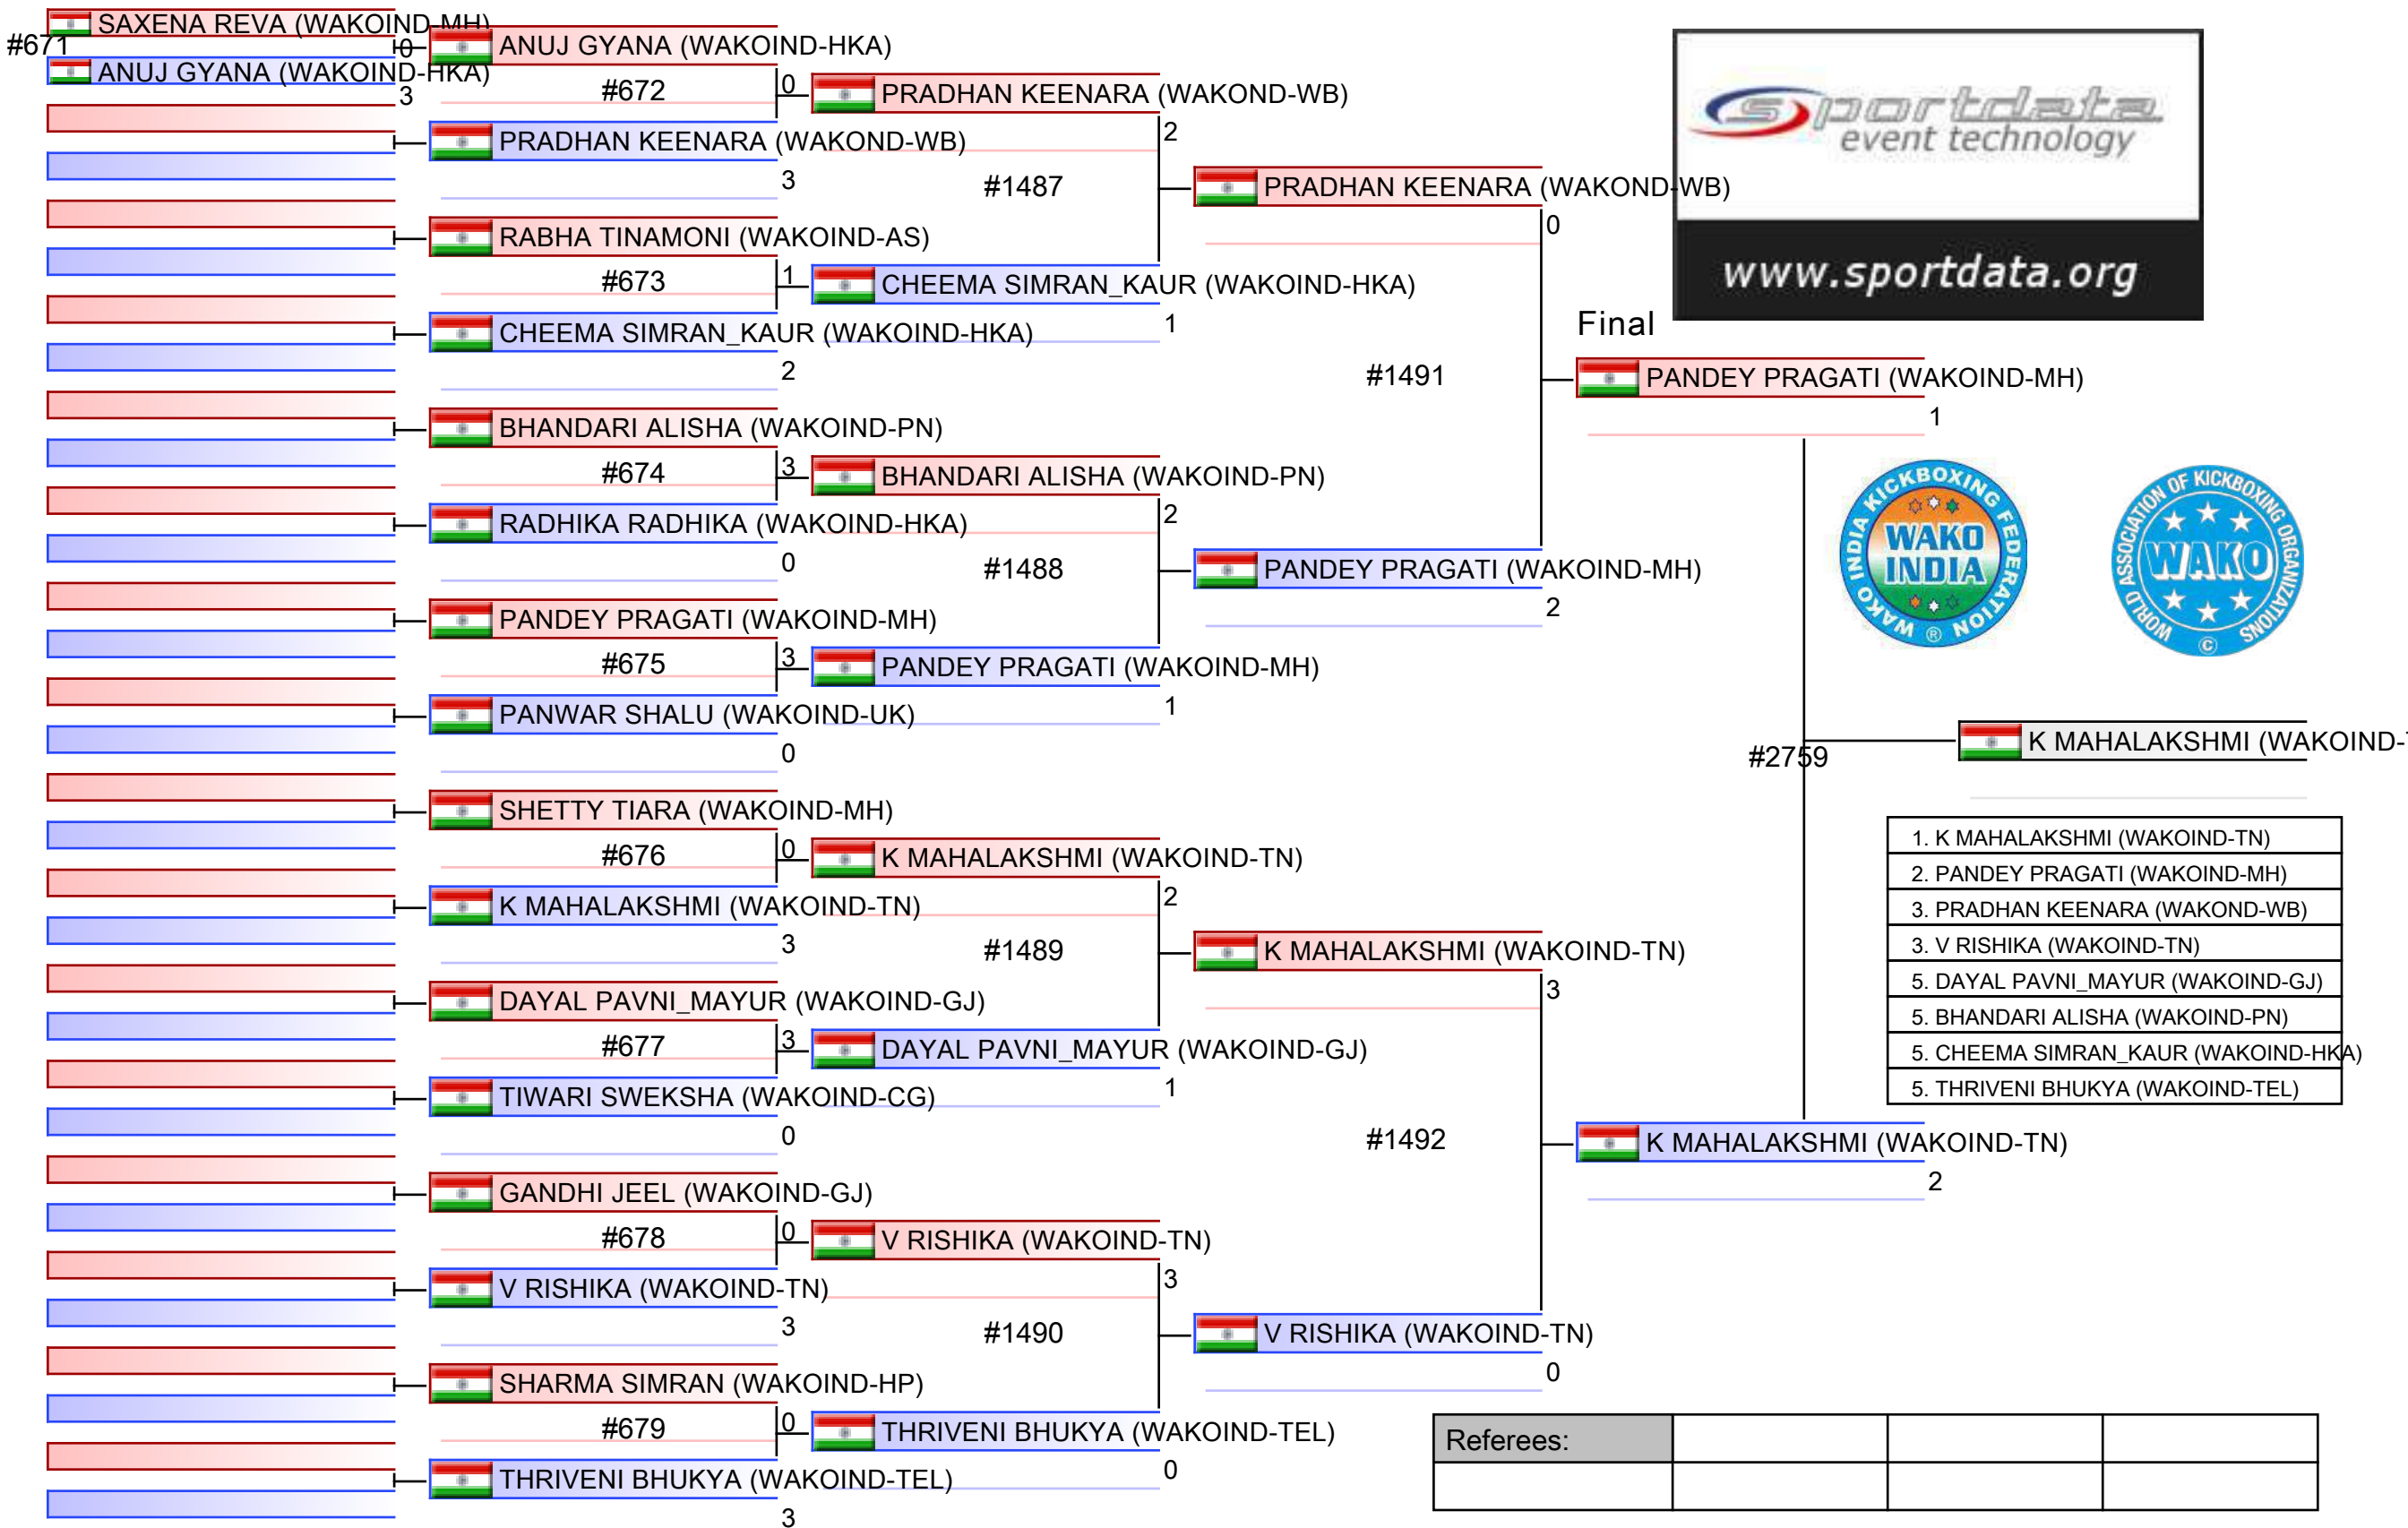 SAXENA REVA (WAKOIND-MH)
#671
0
ANUJ GYANA (WAKOIND-HKA)
3
ANUJ GYANA (WAKOIND-HKA)
#672
0
PRADHAN KEENARA (WAKOND-WB)
3
RABHA TINAMONI (WAKOIND-AS)
#673
1
CHEEMA SIMRAN_KAUR (WAKOIND-HKA)
2
BHANDARI ALISHA (WAKOIND-PN)
#674
3
RADHIKA RADHIKA (WAKOIND-HKA)
0
PANDEY PRAGATI (WAKOIND-MH)
#675
3
PANWAR SHALU (WAKOIND-UK)
0
SHETTY TIARA (WAKOIND-MH)
#676
0
K MAHALAKSHMI (WAKOIND-TN)
3
DAYAL PAVNI_MAYUR (WAKOIND-GJ)
#677
3
TIWARI SWEKSHA (WAKOIND-CG)
0
GANDHI JEEL (WAKOIND-GJ)
#678
0
V RISHIKA (WAKOIND-TN)
3
SHARMA SIMRAN (WAKOIND-HP)
#679
0
THRIVENI BHUKYA (WAKOIND-TEL)
3
PRADHAN KEENARA (WAKOND-WB)
2
#1487
CHEEMA SIMRAN_KAUR (WAKOIND-HKA)
1
BHANDARI ALISHA (WAKOIND-PN)
2
#1488
PANDEY PRAGATI (WAKOIND-MH)
1
K MAHALAKSHMI (WAKOIND-TN)
2
#1489
DAYAL PAVNI_MAYUR (WAKOIND-GJ)
1
V RISHIKA (WAKOIND-TN)
3
#1490
THRIVENI BHUKYA (WAKOIND-TEL)
0
PRADHAN KEENARA (WAKOND-WB)
0
#1491
PANDEY PRAGATI (WAKOIND-MH)
2
K MAHALAKSHMI (WAKOIND-TN)
3
#1492
V RISHIKA (WAKOIND-TN)
0
sportdata
event technology
www.sportdata.org
Final
PANDEY PRAGATI (WAKOIND-MH)
1
WAKO INDIA KICKBOXING FEDERATION
WAKO
INDIA
®
WORLD ASSOCIATION OF KICKBOXING ORGANIZATIONS
WAKO
©
#2759
K MAHALAKSHMI (WAKOIND-
1. K MAHALAKSHMI (WAKOIND-TN)
2. PANDEY PRAGATI (WAKOIND-MH)
3. PRADHAN KEENARA (WAKOND-WB)
3. V RISHIKA (WAKOIND-TN)
5. DAYAL PAVNI_MAYUR (WAKOIND-GJ)
5. BHANDARI ALISHA (WAKOIND-PN)
5. CHEEMA SIMRAN_KAUR (WAKOIND-HKA)
5. THRIVENI BHUKYA (WAKOIND-TEL)
K MAHALAKSHMI (WAKOIND-TN)
2
Referees: